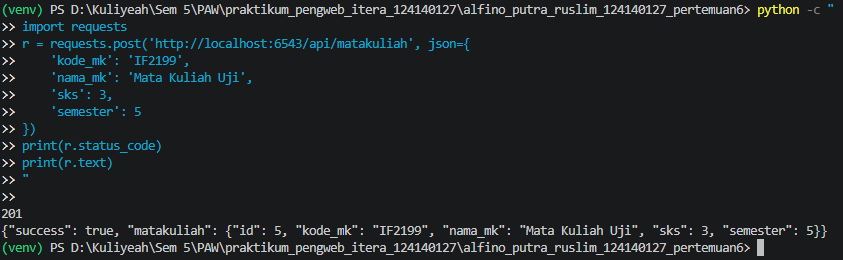 (venv) PS D:\Kuliyeah\Sem 5\PAW\praktikum_pengweb_itera_124140127\alfino_putra_ruslim_124140127_pertemuan6> python -c "
>> import requests
>> r = requests.post('http://localhost:6543/api/matakuliah', json={
>>     'kode_mk': 'IF2199',
>>     'nama_mk': 'Mata Kuliah Uji',
>>     'sks': 3,
>>     'semester': 5
>> })
>> print(r.status_code)
>> print(r.text)
>> "
>>
201
{"success": true, "matakuliah": {"id": 5, "kode_mk": "IF2199", "nama_mk": "Mata Kuliah Uji", "sks": 3, "semester": 5}}
(venv) PS D:\Kuliyeah\Sem 5\PAW\praktikum_pengweb_itera_124140127\alfino_putra_ruslim_124140127_pertemuan6>